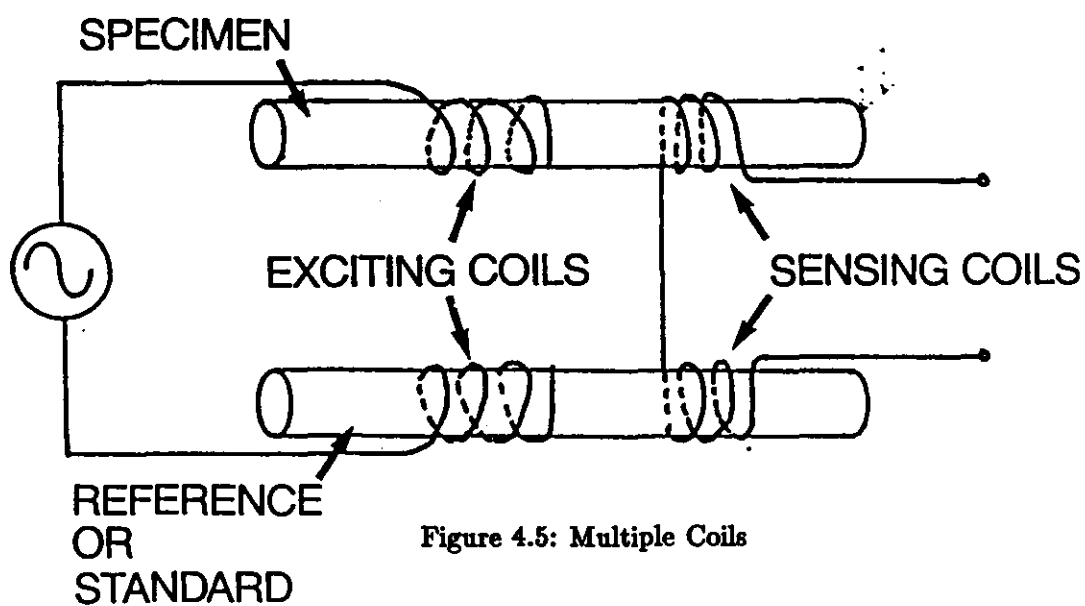 SPECIMEN
EXCITING COILS
SENSING COILS
REFERENCE
OR
STANDARD
Figure 4.5: Multiple Coils